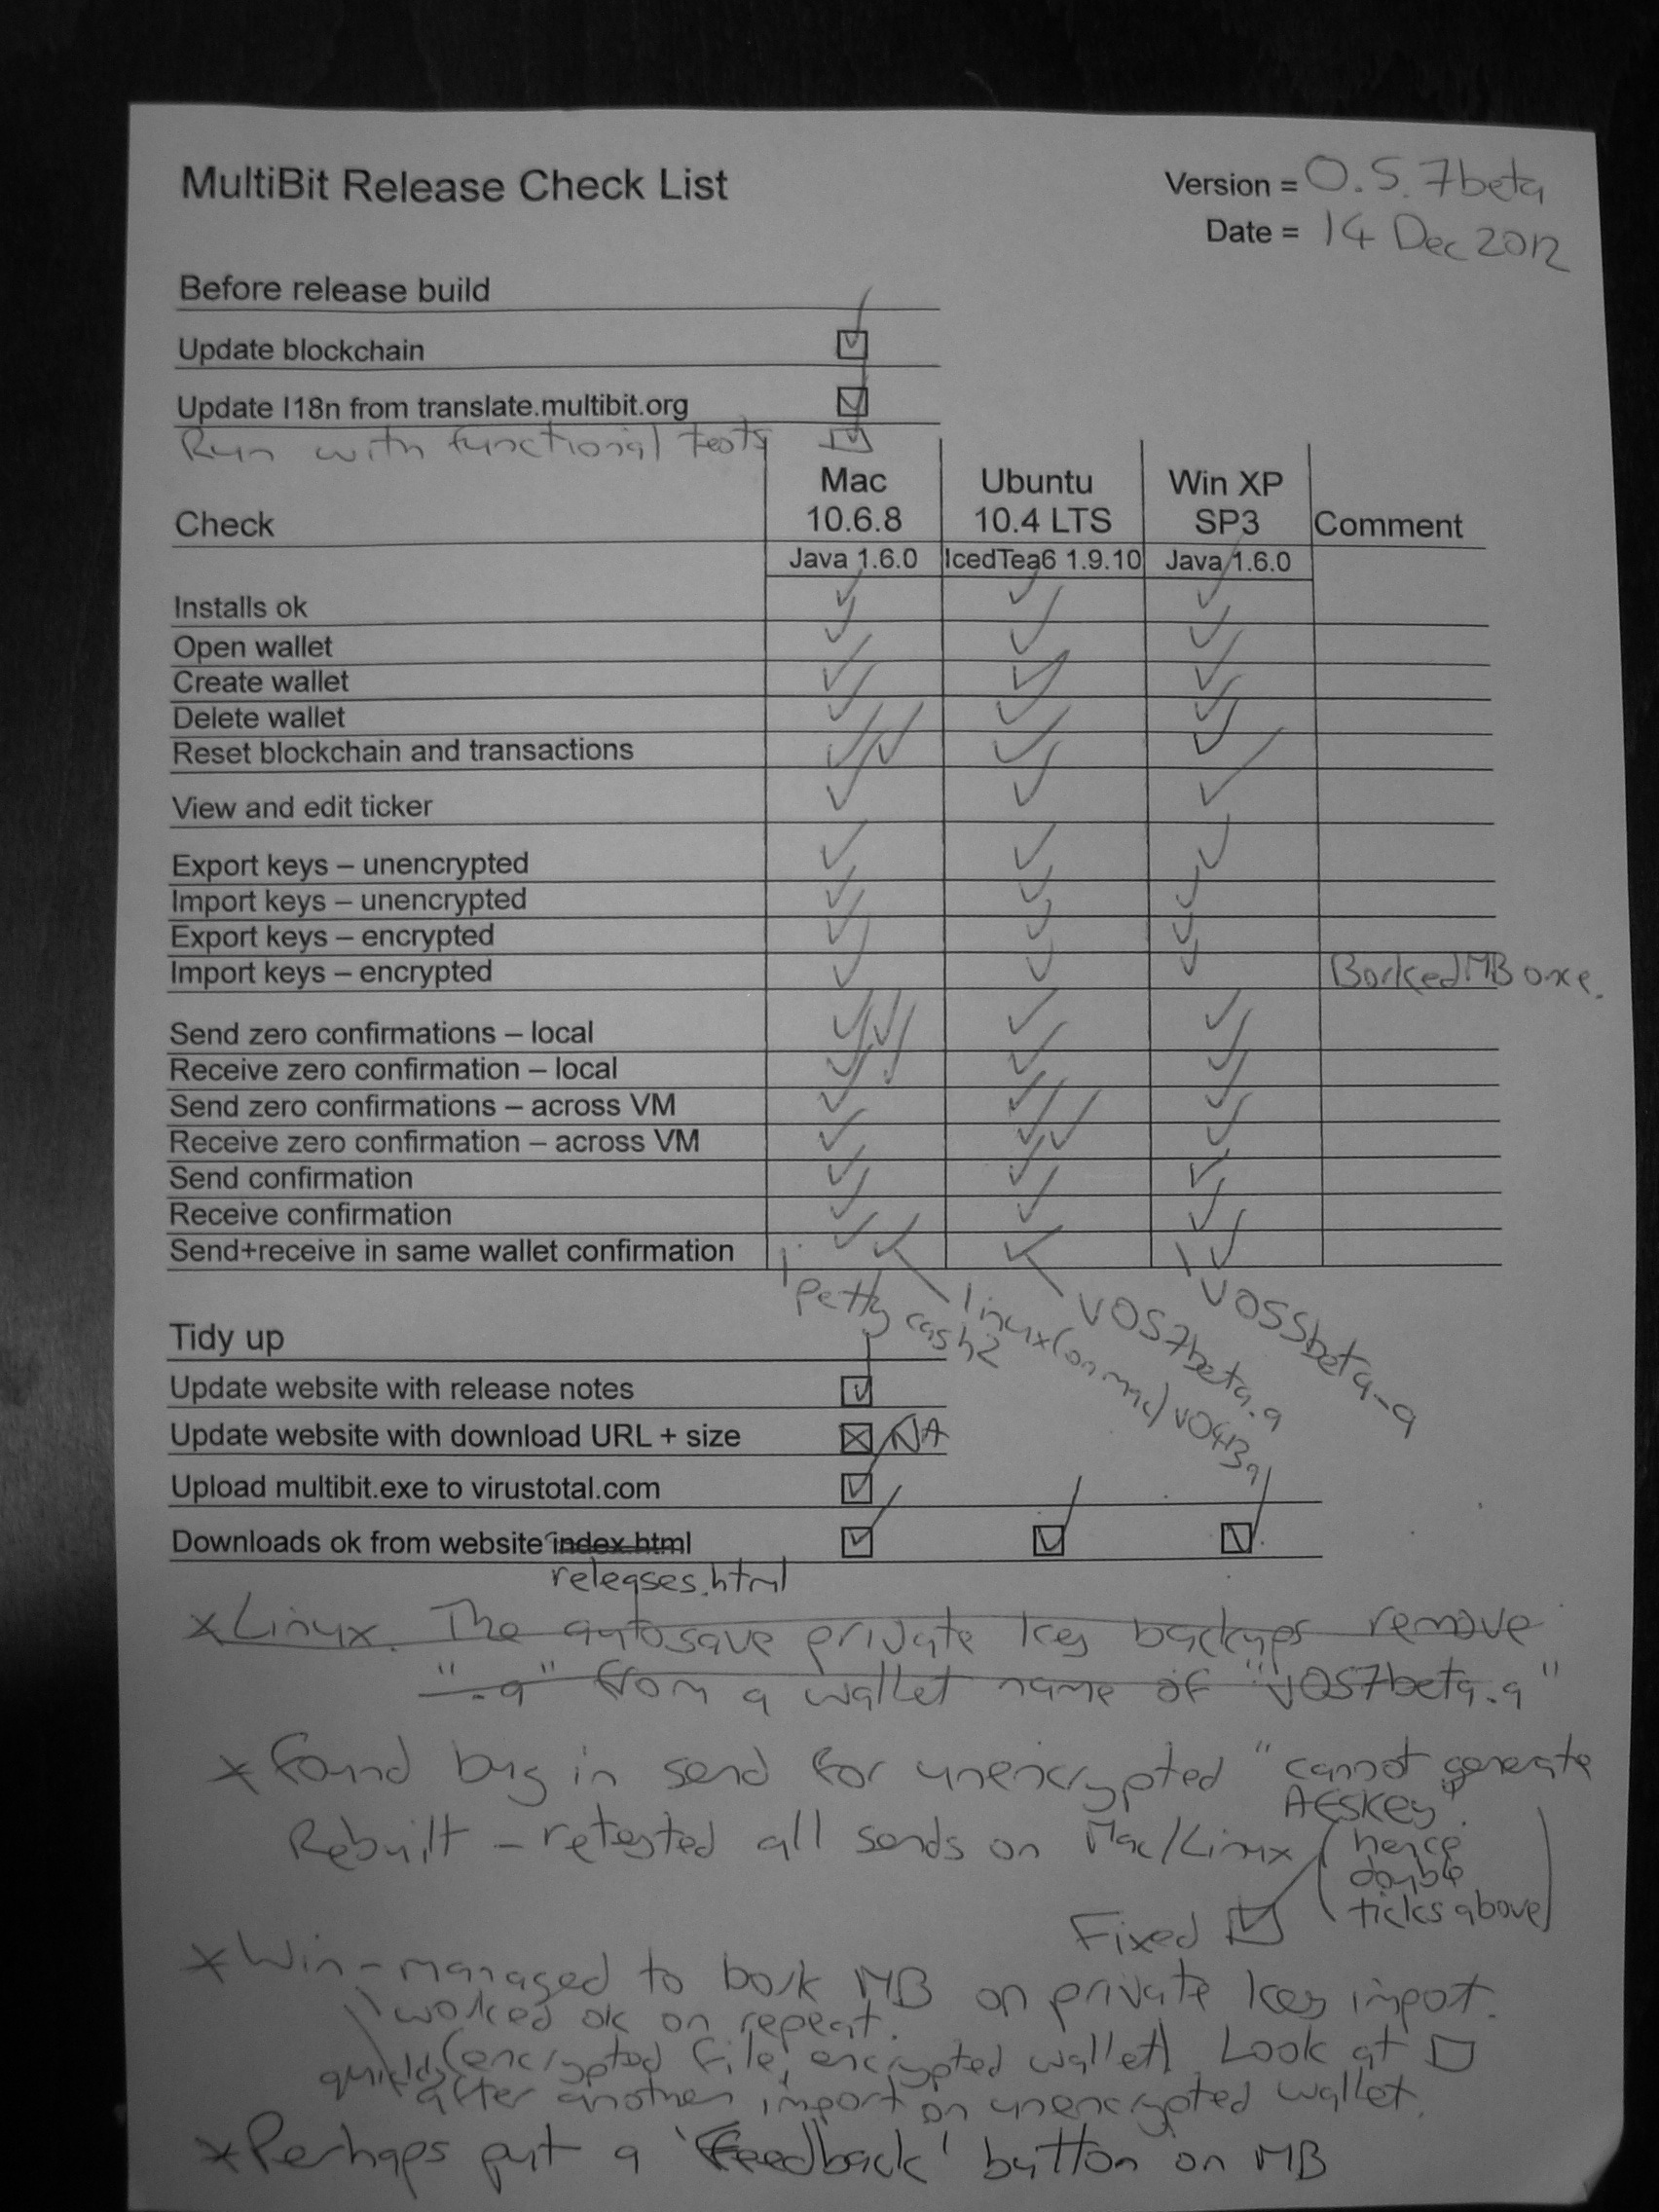 MultiBit Release Check List
Version = 0.5.7beta
Date = 14 Dec 2012
Before release build
Update blockchain
Update I18n from translate.multibit.org
Run with functional tests
Check
Mac 10.6.8
Ubuntu 10.4 LTS
Win XP SP3
Comment
Java 1.6.0
IcedTea6 1.9.10
Java 1.6.0
Installs ok
Open wallet
Create wallet
Delete wallet
Reset blockchain and transactions
View and edit ticker
Export keys – unencrypted
Import keys – unencrypted
Export keys – encrypted
Import keys – encrypted
Borked MB once.
Send zero confirmations – local
Receive zero confirmation – local
Send zero confirmations – across VM
Receive zero confirmation – across VM
Send confirmation
Receive confirmation
Send+receive in same wallet confirmation
petty cash2
linux(on mac) v043a
v057beta.a
v055beta-a
Tidy up
Update website with release notes
Update website with download URL + size
NA
Upload multibit.exe to virustotal.com
Downloads ok from website index.html
releases.html
* Linux. The autosave private key backups remove
"-a" from a wallet name of "v057beta.a"
* Found bug in send for unencrypted "cannot generate
AESKey".
Rebuilt – retested all sends on Mac/Linux (hence
double
ticks above)
Fixed
* Win – managed to bork MB on private key import.
worked ok on repeat.
(encrypted file, encrypted wallet) Look at
quickly after another import on unencrypted wallet.
* Perhaps put a 'Feedback' button on MB